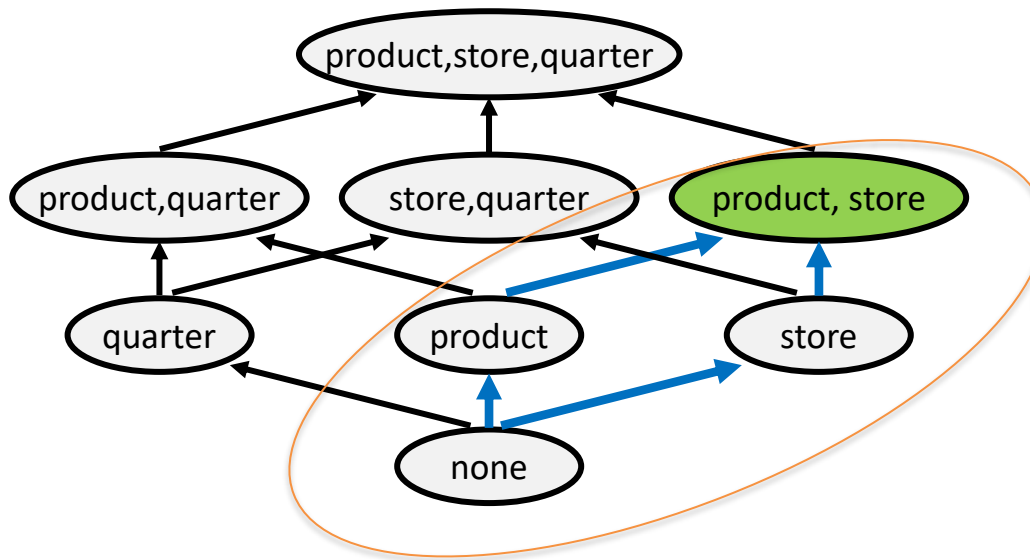 product,store,quarter
product,quarter
store,quarter
product, store
quarter
product
store
none